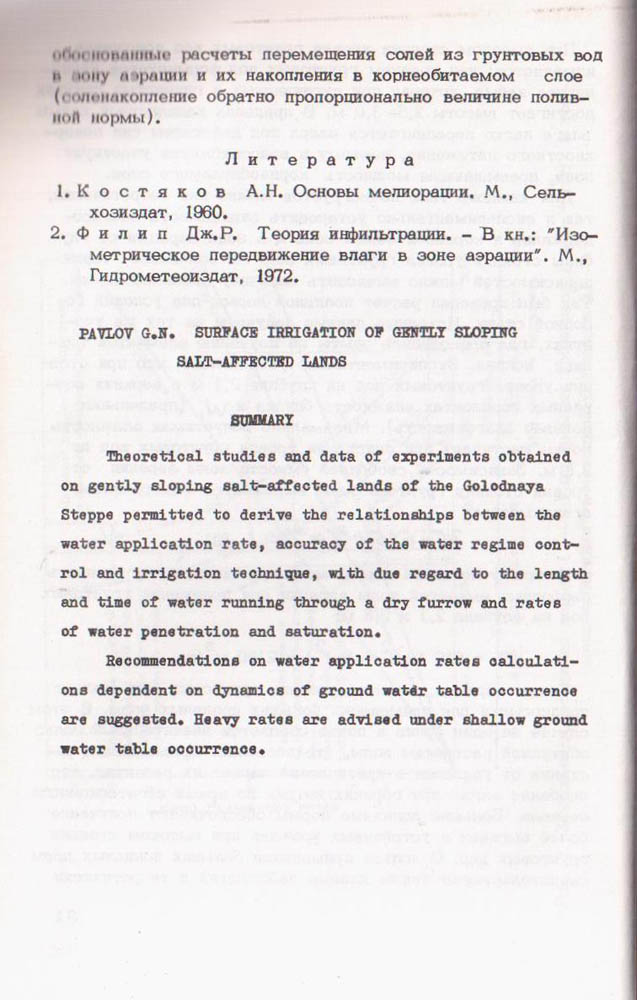 обоснованные расчеты перемещения солей из грунтовых вод
в зону аэрации и их накопления в корнеобитаемом слое
(соленакопление обратно пропорционально величине полив-
ной нормы).
Литература
1. Костяков А.Н. Основы мелиорации. М., Сель-
хозиздат, 1960.
2. Филип Дж.Р. Теория инфильтрации. - В кн.: "Изо-
метрическое передвижение влаги в зоне аэрации". М.,
Гидрометеоиздат, 1972.
PAVLOV G.N. SURFACE IRRIGATION OF GENTLY SLOPING
SALT-AFFECTED LANDS
SUMMARY
Theoretical studies and data of experiments obtained
on gently sloping salt-affected lands of the Golodnaya
Steppe permitted to derive the relationships between the
water application rate, accuracy of the water regime cont-
rol and irrigation technique, with due regard to the length
and time of water running through a dry furrow and rates
of water penetration and saturation.
Recommendations on water application rates calculati-
ons dependent on dynamics of ground water table occurrence
are suggested. Heavy rates are advised under shallow ground
water table occurrence.